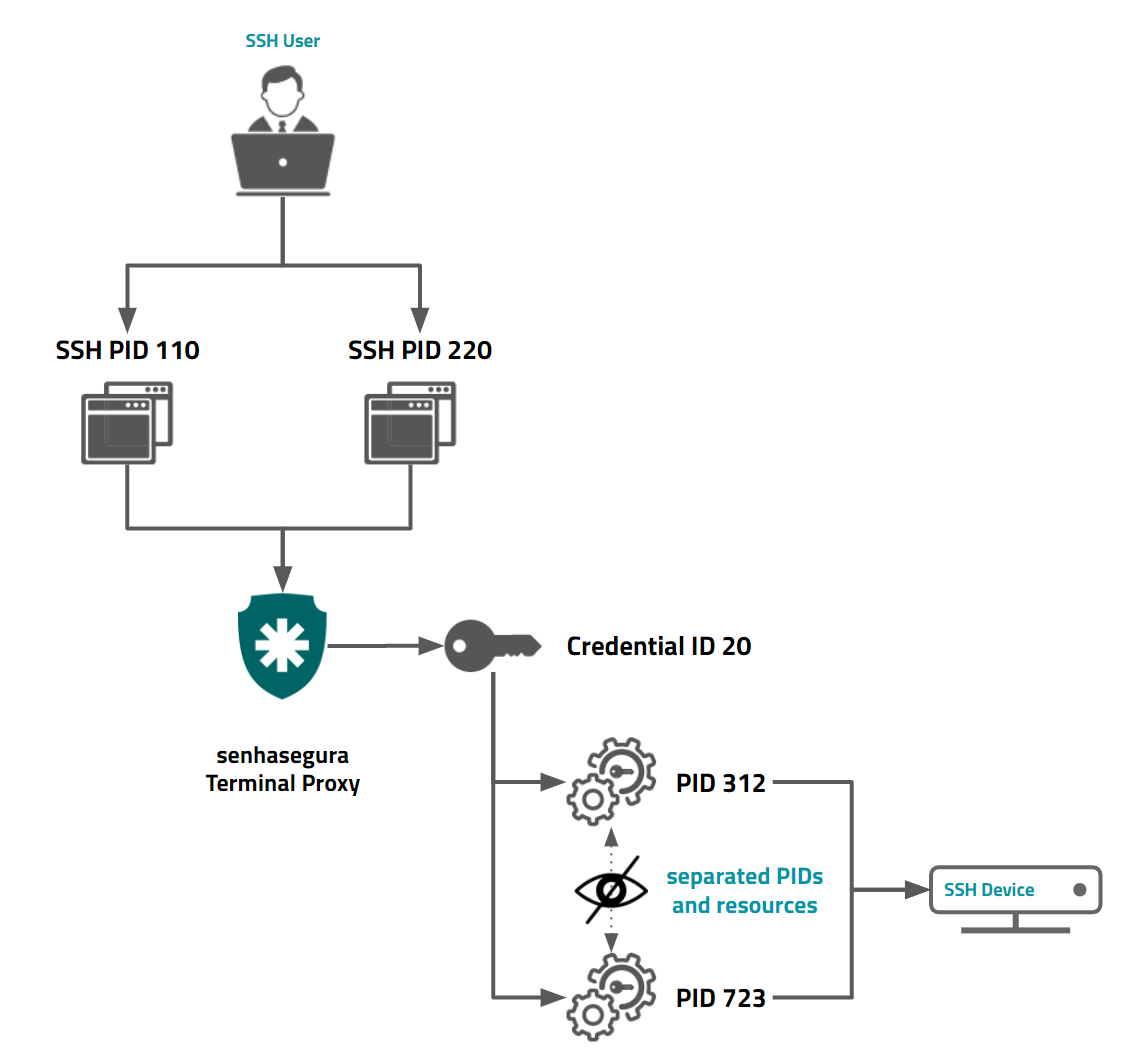 SSH User
SSH PID 110
SSH PID 220
Credential ID 20
senhasegura
Terminal Proxy
PID 312
separated PIDs
and resources
SSH Device
PID 723